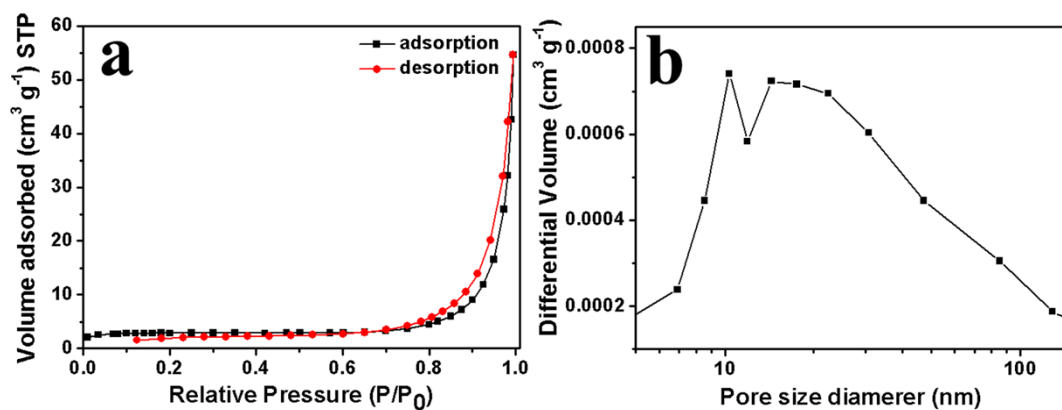 a
adsorption
desorption
Volume adsorbed (cm³ g⁻¹) STP
60
50
40
30
20
10
0
0.0 0.2 0.4 0.6 0.8 1.0
Relative Pressure (P/P₀)
b
Differential Volume (cm³ g⁻¹)
0.0008
0.0006
0.0004
0.0002
10 100
Pore size diamerer (nm)